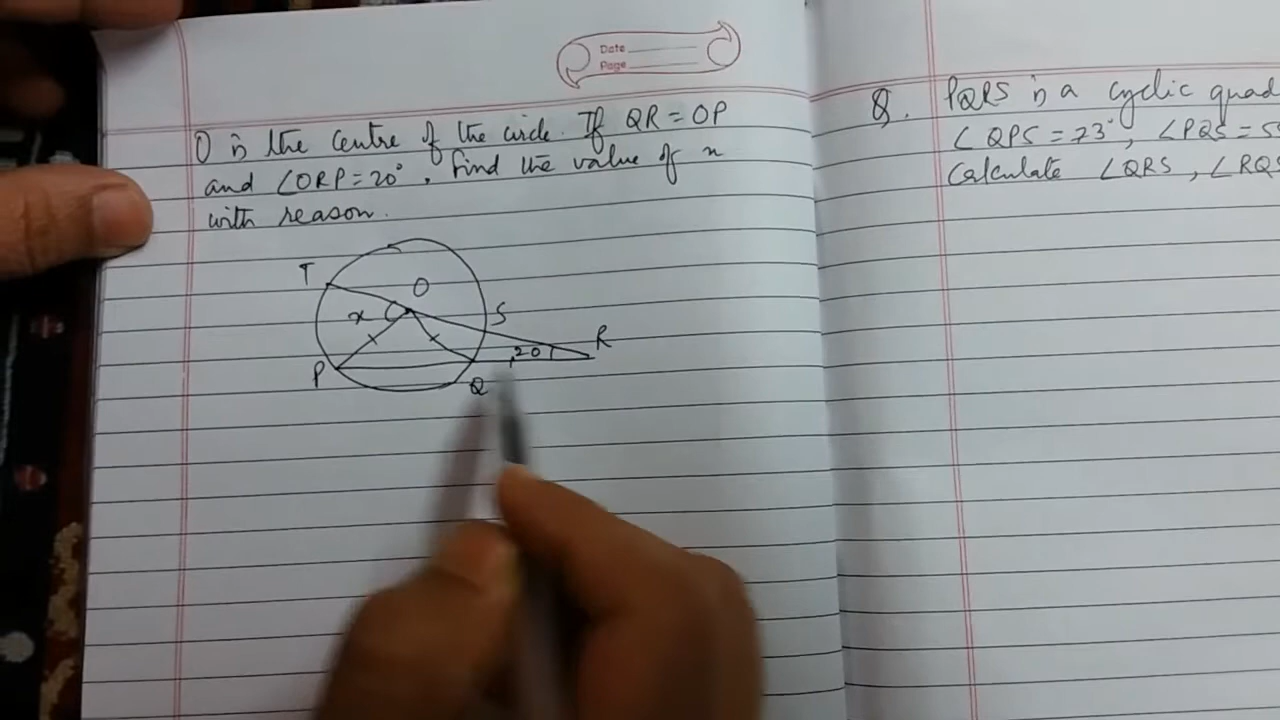 Date
Page
O is the centre of the circle. If QR = OP
and ∠ORP = 20°, find the value of x
with reason.
T
O
x
S
R
20
P
Q
Q. PQRS is a cyclic quad
∠QPS = 73°, ∠PQS = 5
Calculate ∠QRS, ∠RQS